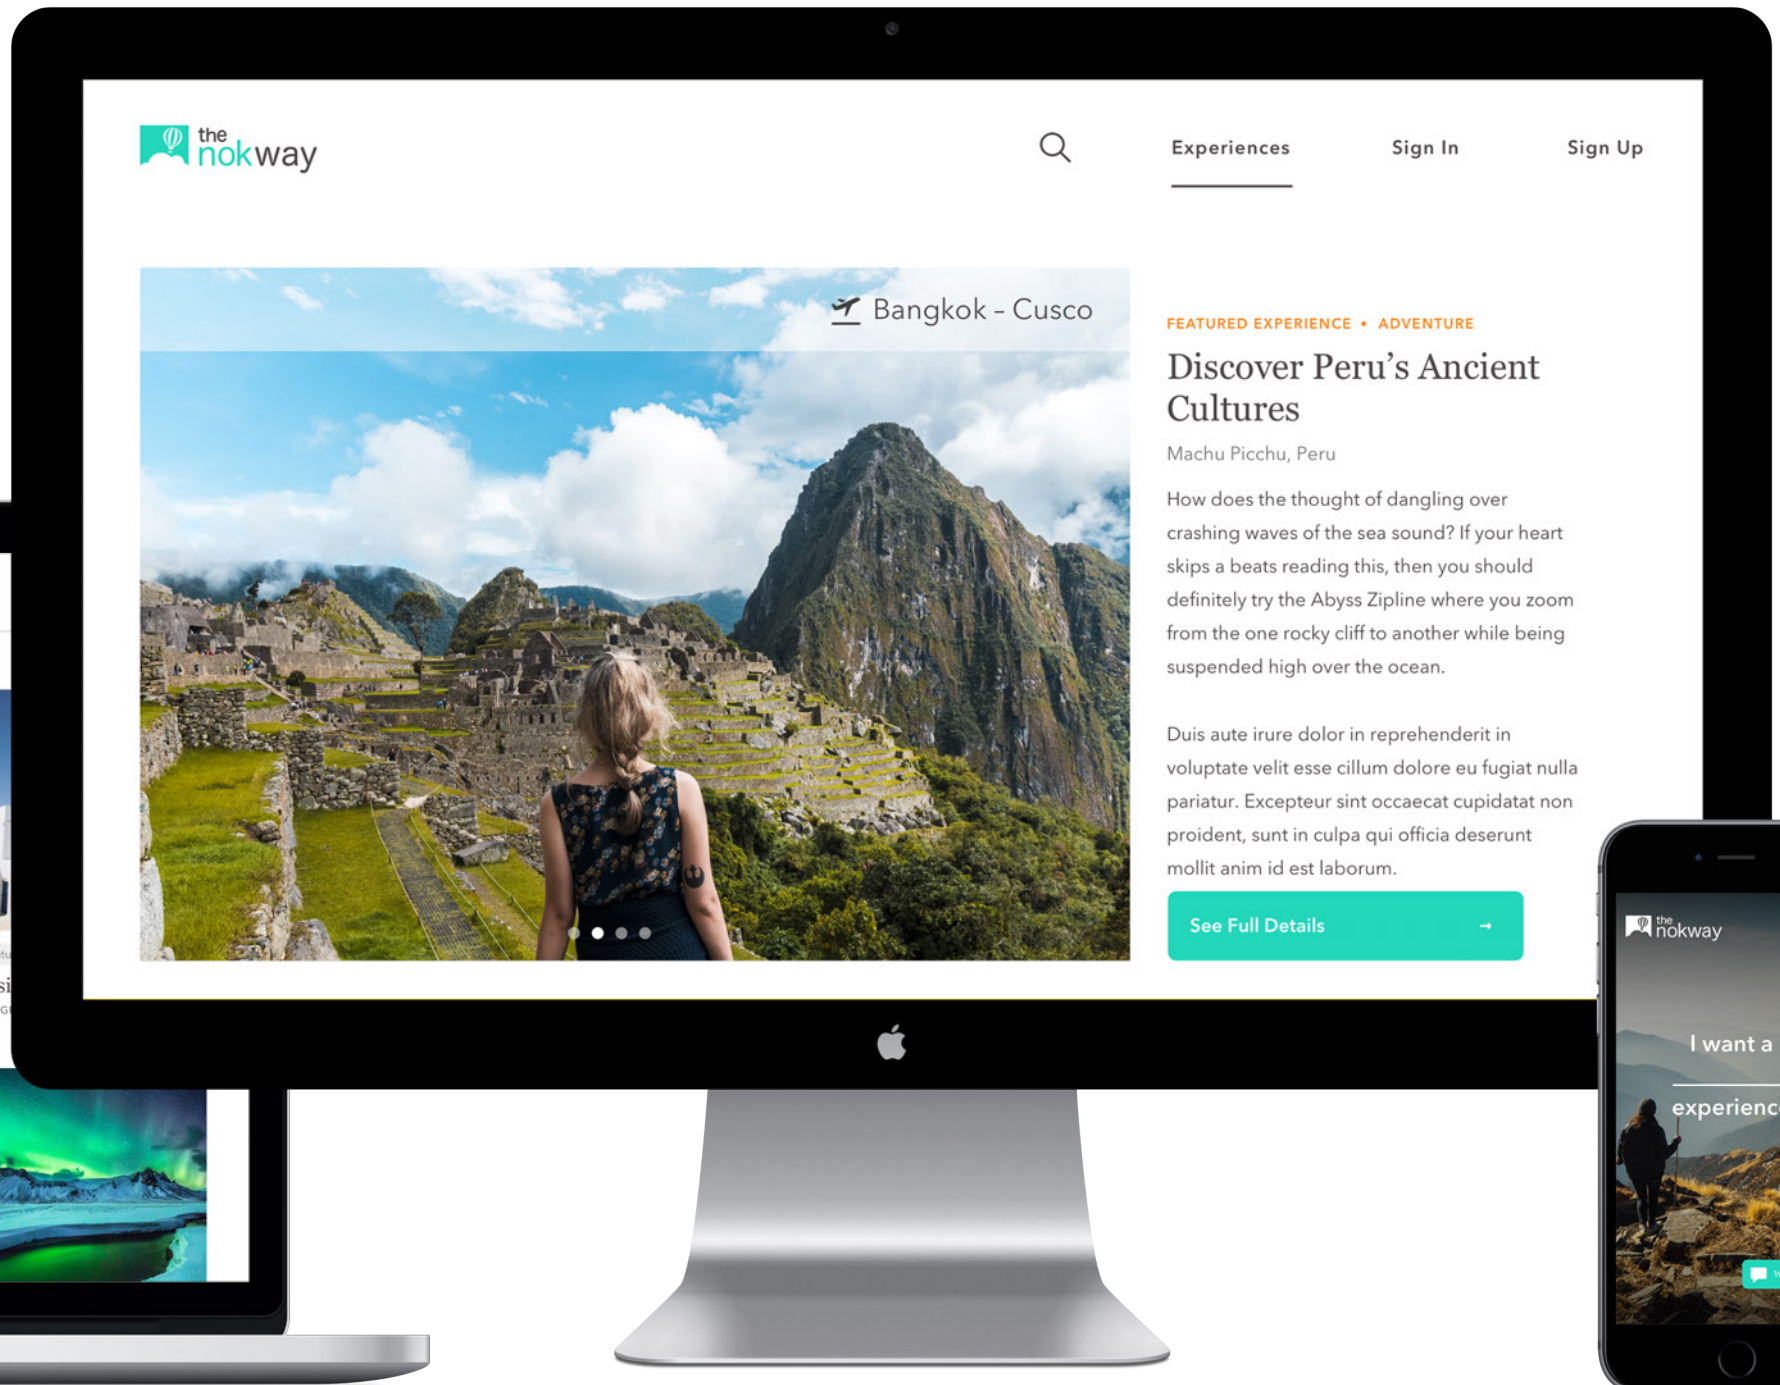 the
nokway
Experiences
Sign In
Sign Up
Bangkok – Cusco
FEATURED EXPERIENCE • ADVENTURE
Discover Peru’s Ancient
Cultures
Machu Picchu, Peru
How does the thought of dangling over
crashing waves of the sea sound? If your heart
skips a beats reading this, then you should
definitely try the Abyss Zipline where you zoom
from the one rocky cliff to another while being
suspended high over the ocean.
Duis aute irure dolor in reprehenderit in
voluptate velit esse cillum dolore eu fugiat nulla
pariatur. Excepteur sint occaecat cupidatat non
proident, sunt in culpa qui officia deserunt
mollit anim id est laborum.
See Full Details →
the
nokway
I want a
experience